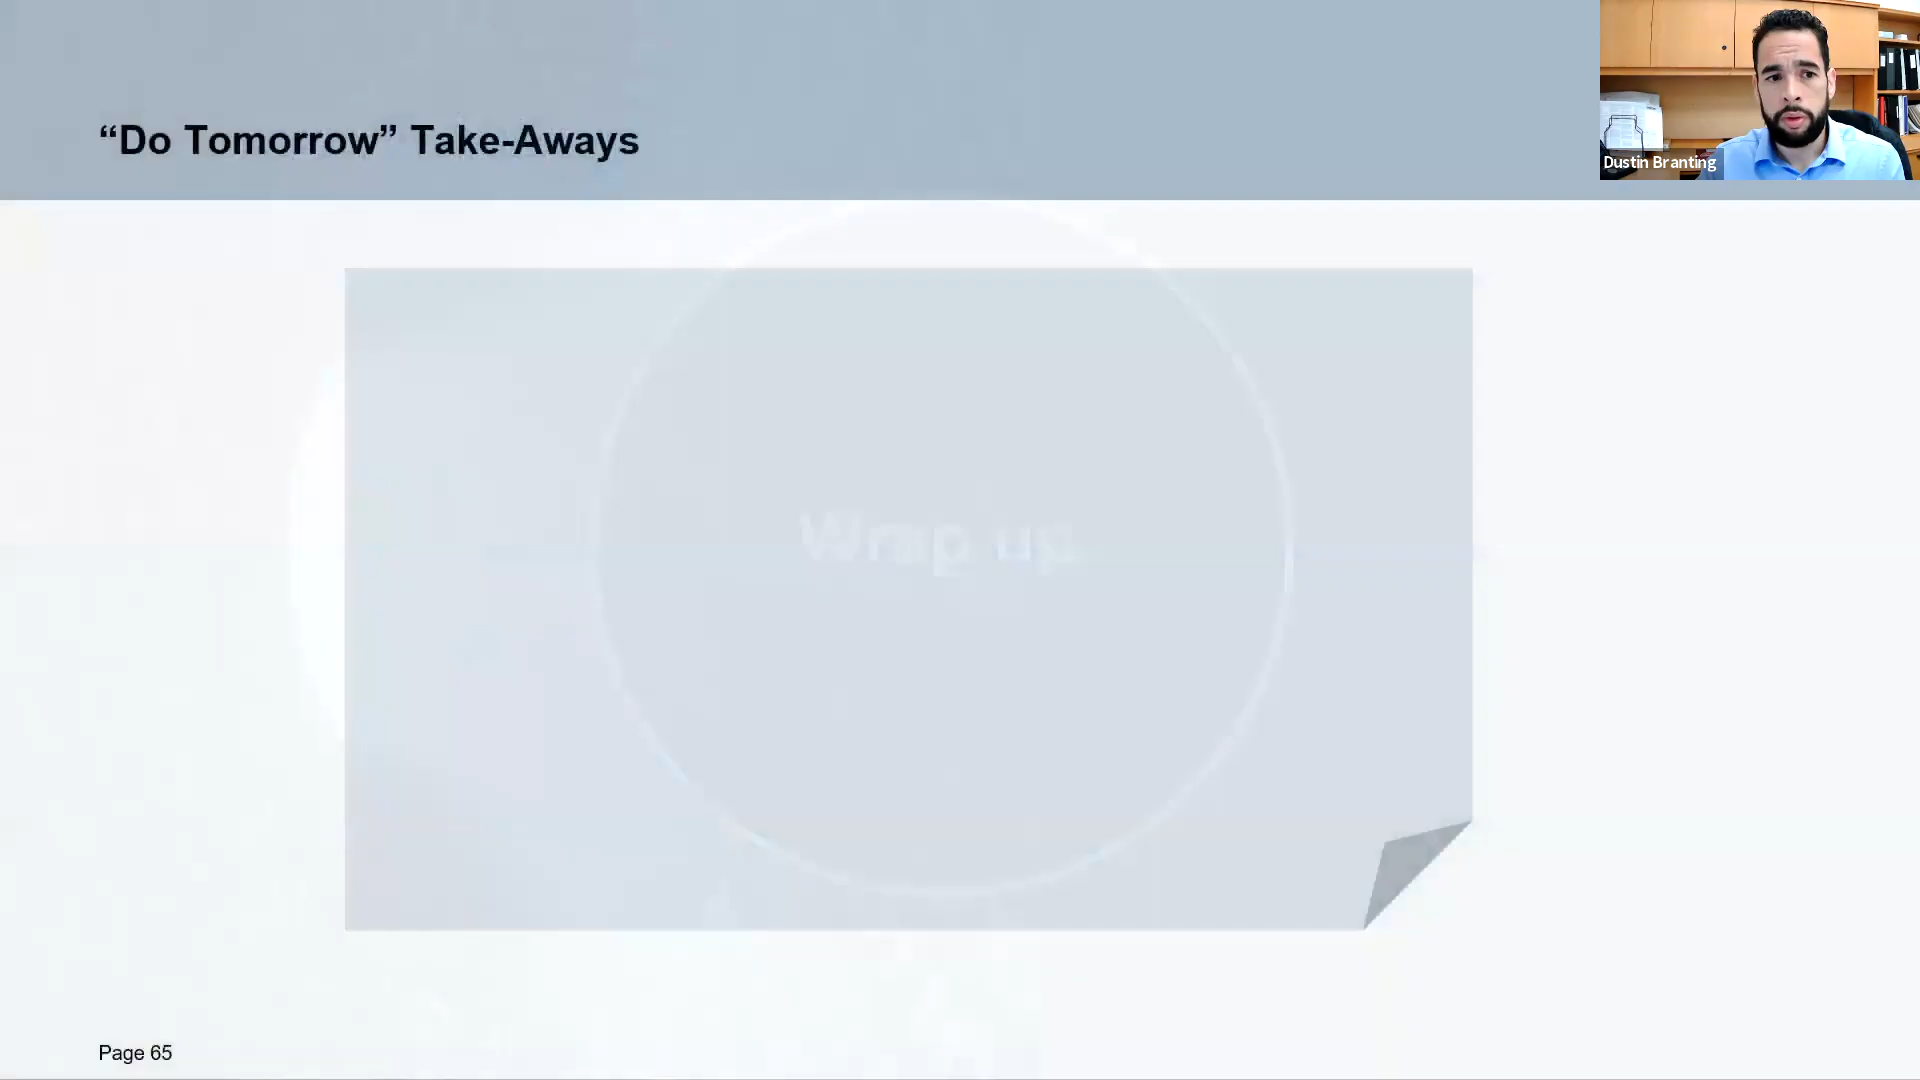 “Do Tomorrow” Take-Aways
Dustin Branting
Wrap up
Page 65